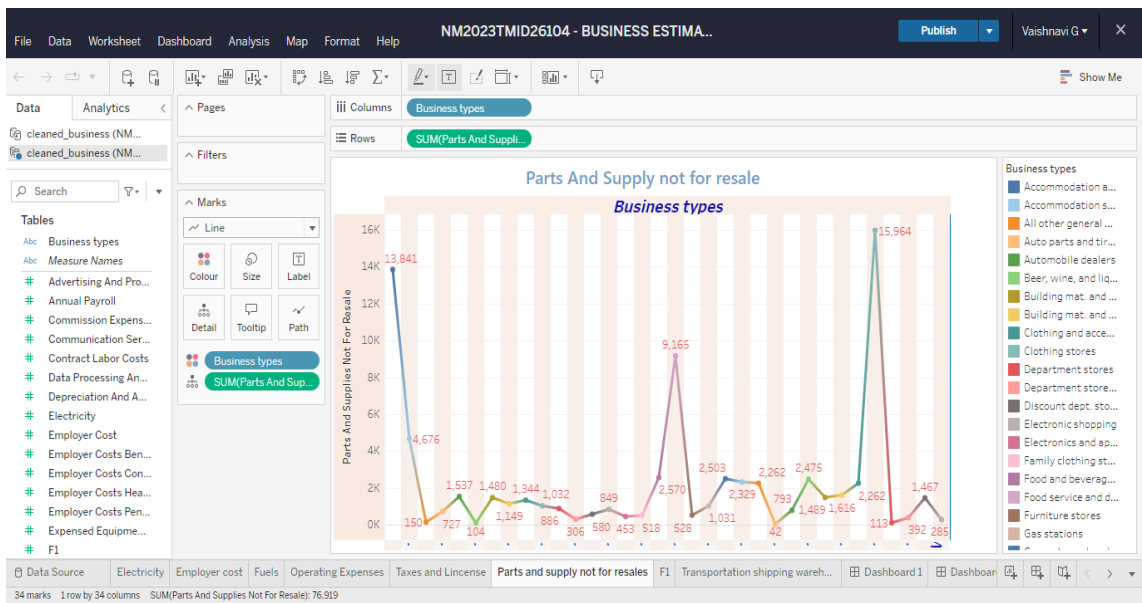 NM2023TMID26104 - BUSINESS ESTIMA...
Publish
Vaishnavi G
File Data Worksheet Dashboard Analysis Map Format Help
Show Me
Data Analytics
cleaned_business (NM...
cleaned_business (NM...
Search
Tables
Abc Business types
Abc Measure Names
# Advertising And Pro...
# Annual Payroll
# Commission Expens...
# Communication Ser...
# Contract Labor Costs
# Data Processing An...
# Depreciation And A...
# Electricity
# Employer Cost
# Employer Costs Ben...
# Employer Costs Con...
# Employer Costs Hea...
# Employer Costs Pen...
# Expensed Equipme...
# F1
Pages
Filters
Marks
Line
Colour Size Label
Detail Tooltip Path
Business types
SUM(Parts And Sup...
Columns Business types
Rows SUM(Parts And Suppli...
Parts And Supply not for resale
Business types
Parts And Supplies Not For Resale
16K
14K
12K
10K
8K
6K
4K
2K
0K
13,841
4,676
150
727
1,537
104
1,480
1,149
1,344
1,032
886
306
580
849
453
518
2,570
9,165
528
1,031
2,503
2,329
2,262
42
793
2,475
1,489
1,616
2,262
15,964
113
392
1,467
285
Business types
Accommodation a...
Accommodation s...
All other general ...
Auto parts and tir...
Automobile dealers
Beer, wine, and liq...
Building mat. and ...
Building mat. and ...
Clothing and acce...
Clothing stores
Department stores
Department store...
Discount dept. sto...
Electronic shopping
Electronics and ap...
Family clothing st...
Food and beverag...
Food service and d...
Furniture stores
Gas stations
Data Source Electricity Employer cost Fuels Operating Expenses Taxes and Lincense Parts and supply not for resales F1 Transportation shipping wareh... Dashboard 1 Dashboar
34 marks 1 row by 34 columns SUM(Parts And Supplies Not For Resale): 76,919